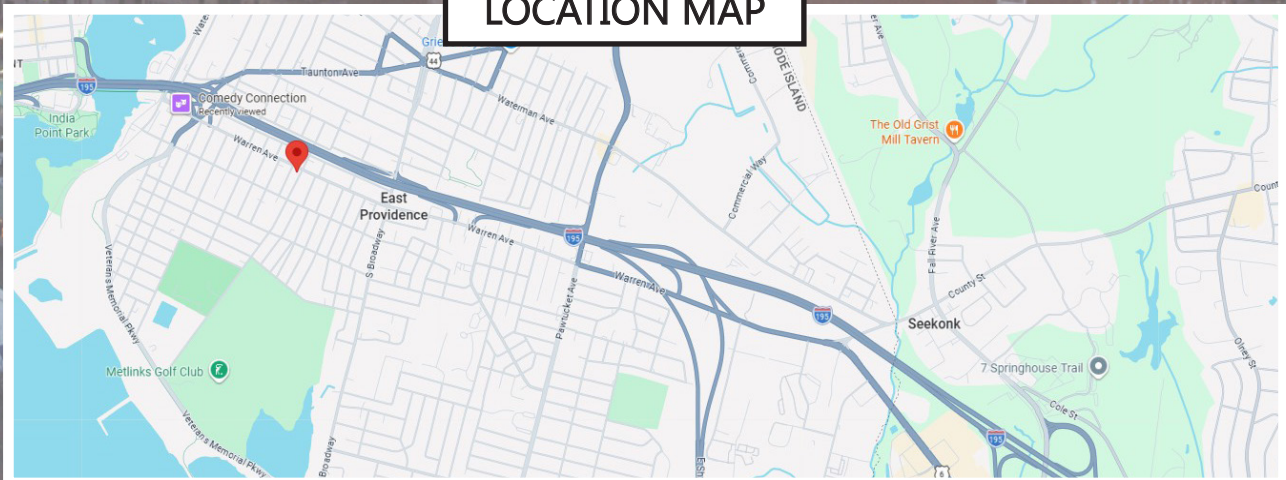 LOCATION MAP
Taunton Ave
44
195
Comedy Connection
Recently viewed
India
Point Park
Waterman Ave
Warren Ave
East
Providence
S Broadway
Warren Ave
195
Pawtucket Ave
Warren Ave
Veterans Memorial Pkwy
Metlinks Golf Club
Veterans Memorial Pkwy
Broadway
Commercial Way
The Old Grist
Mill Tavern
Fall River Ave
County St
195
Seekonk
7 Springhouse Trail
Cole St
195
6
Olney St